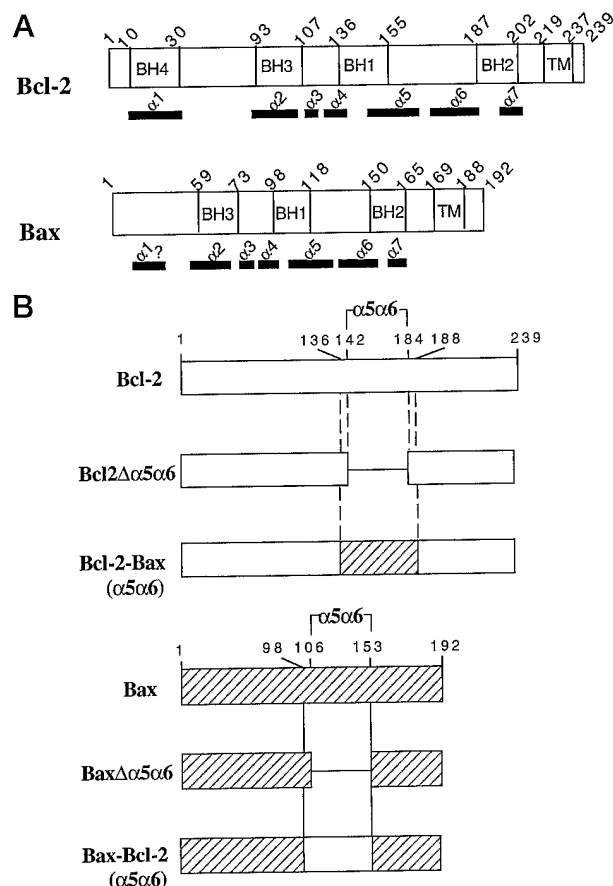 A
1 10 30 93 107 136 155 187 202 219 237 239
Bcl-2
BH4 BH3 BH1 BH2 TM
α1 α2 α3 α4 α5 α6 α7
1 59 73 98 118 150 165 169 188 192
Bax
BH3 BH1 BH2 TM
α1? α2 α3 α4 α5 α6 α7
B
α5α6
1 136 142 184 188 239
Bcl-2
Bcl2Δα5α6
Bcl-2-Bax
(α5α6)
α5α6
1 98 106 153 192
Bax
BaxΔα5α6
Bax-Bcl-2
(α5α6)